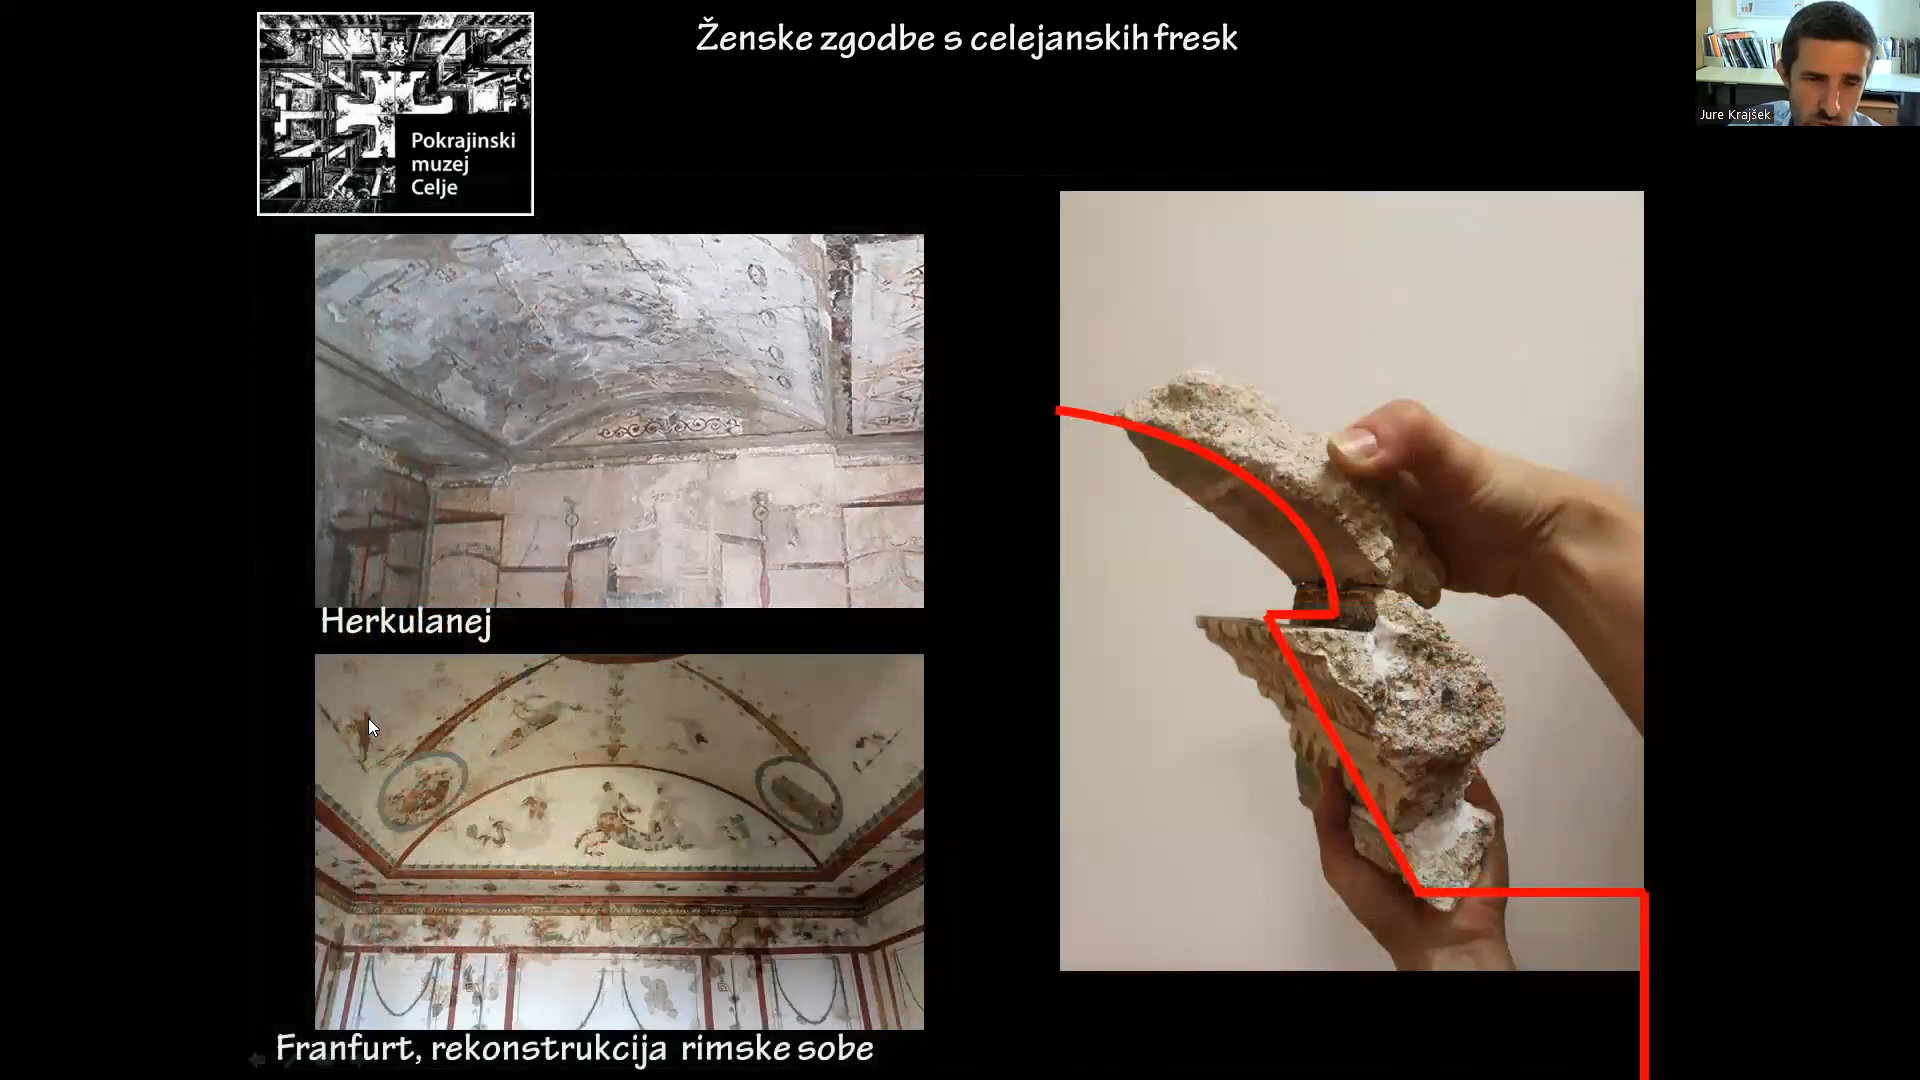 Ženske zgodbe s celejanskih fresk
Pokrajinski
muzej
Celje
Jure Krajšek
Herkulanej
Franfurt, rekonstrukcija rimske sobe